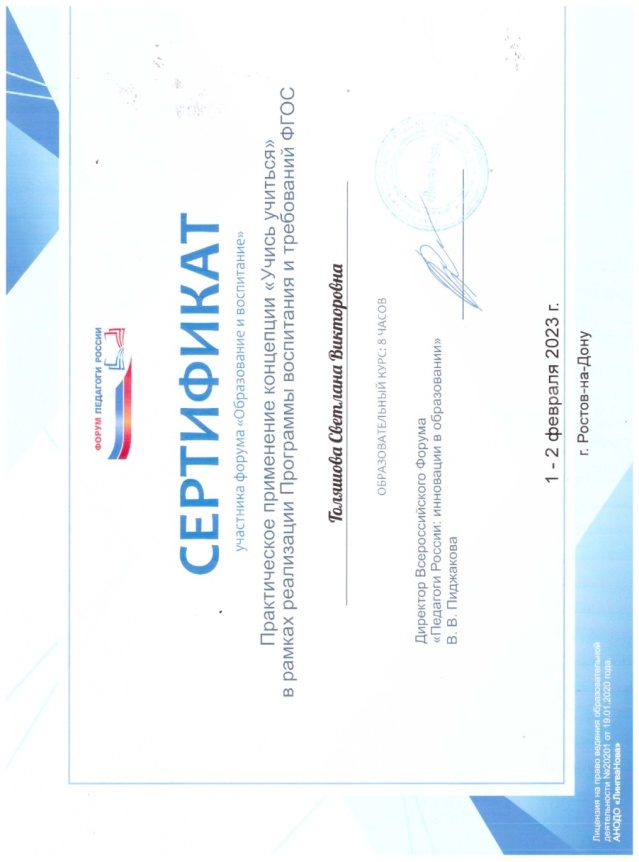 ФОРУМ ПЕДАГОГИ РОССИИ
СЕРТИФИКАТ
участника форума «Образование и воспитание»
Практическое применение концепции «Учись учиться»
в рамках реализации Программы воспитания и требований ФГОС
Голяшова Светлана Викторовна
ОБРАЗОВАТЕЛЬНЫЙ КУРС: 8 ЧАСОВ
Директор Всероссийского Форума
«Педагоги России: инновации в образовании»
В. В. Пиджакова
1 - 2 февраля 2023 г.
г. Ростов-на-Дону
Лицензия на право ведения образовательной
деятельности №20201 от 19.01.2020 года.
АНОДО «ЛингваНова»